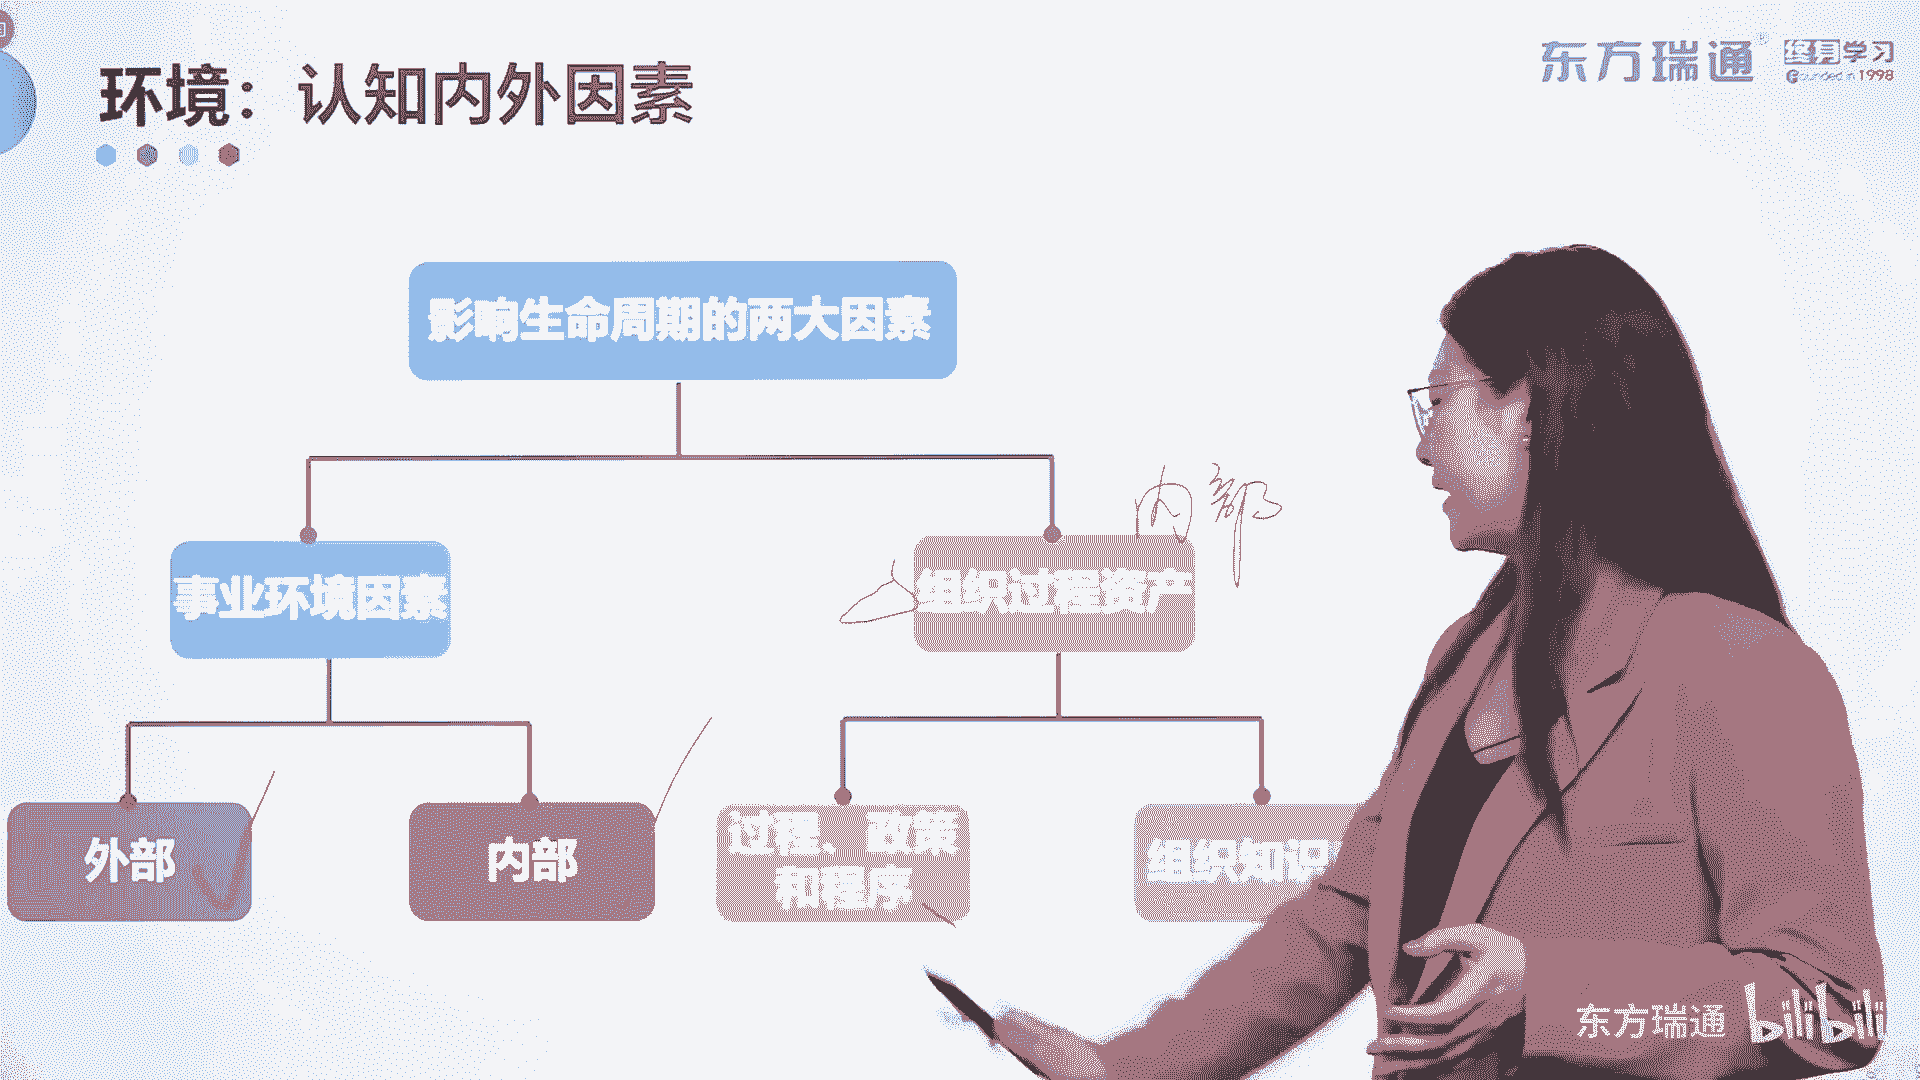 环境：认知内外因素
东方瑞通
终身学习
Founded in 1998
影响生命周期的两大因素
内部
事业环境因素
组织过程资产
外部
内部
过程、政策
和程序
组织知识
东方瑞通 bilibili